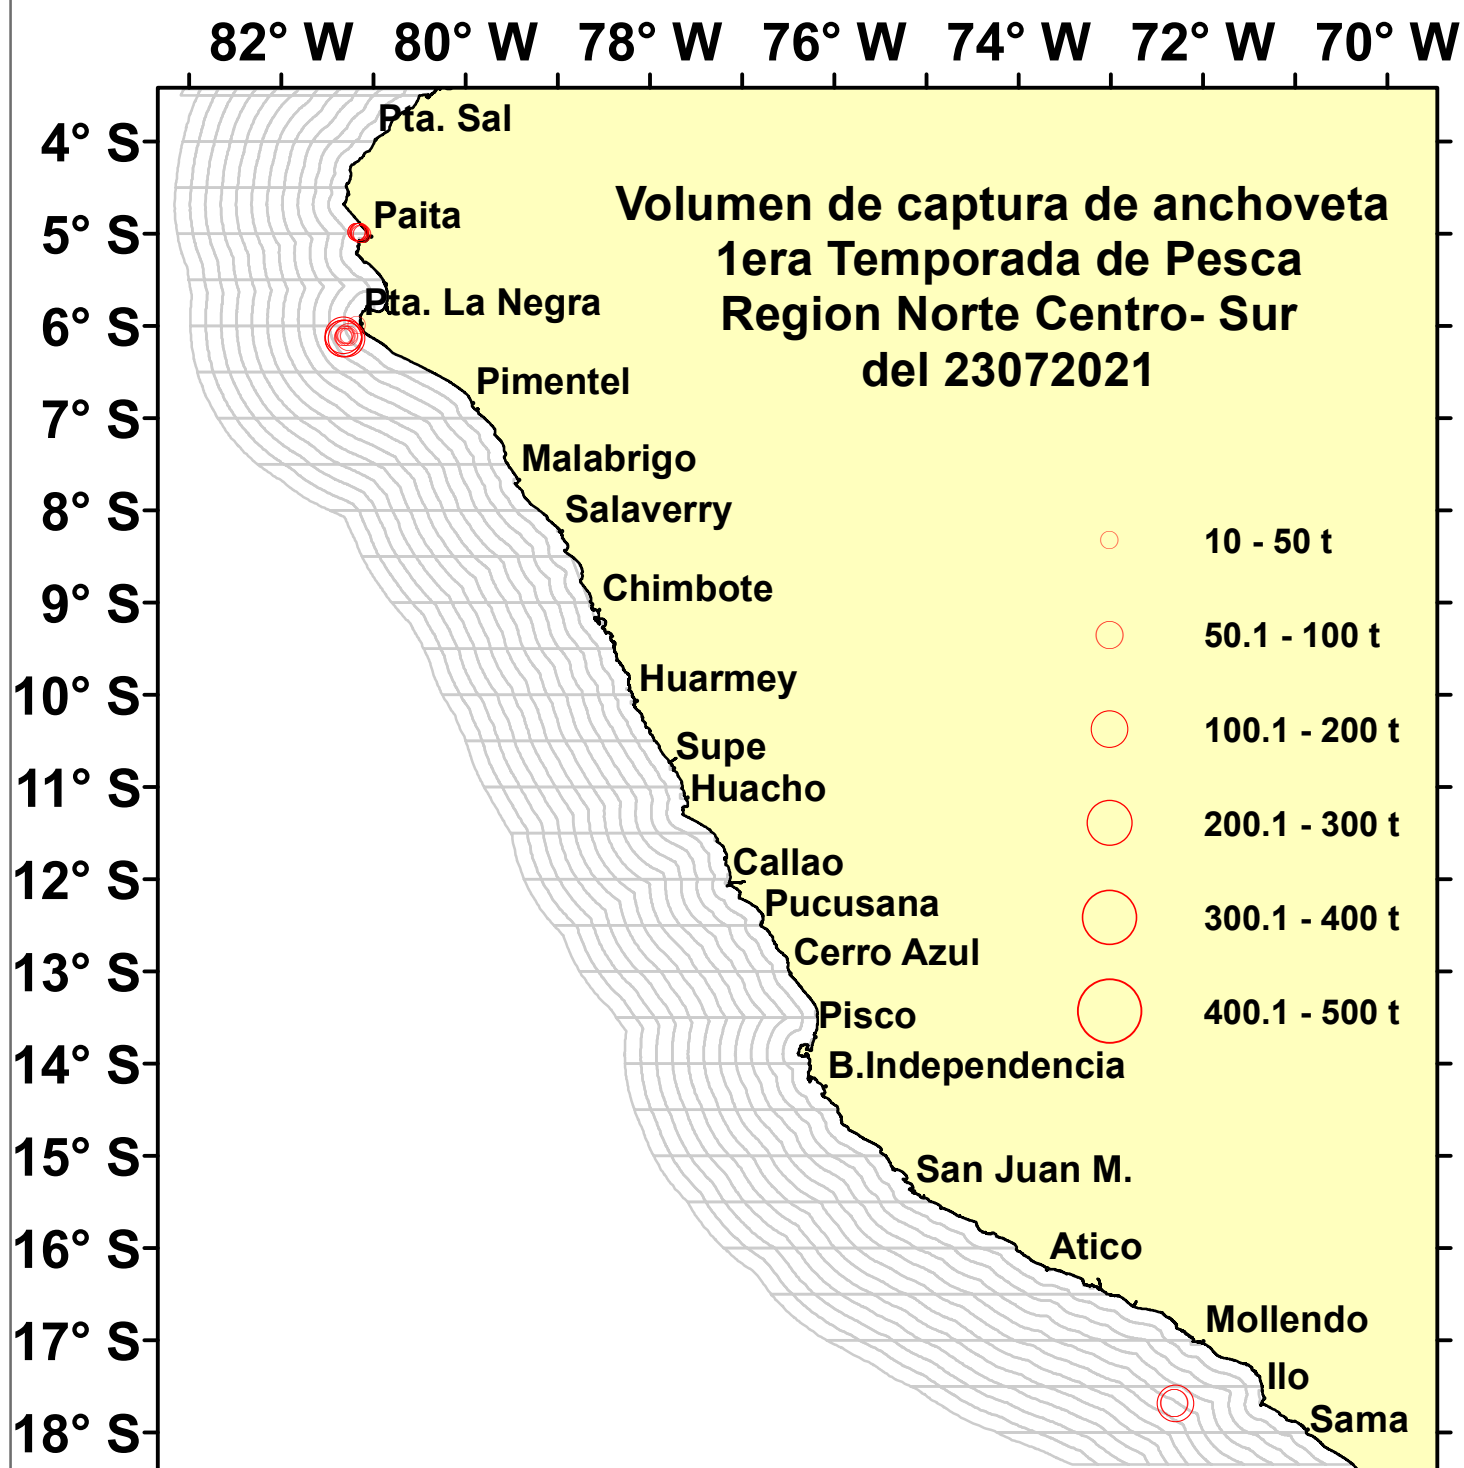 82° W 80° W 78° W 76° W 74° W 72° W 70° W
Pta. Sal
4° S
Volumen de captura de anchoveta
Paita
5° S
1era Temporada de Pesca
Pta. La Negra
Region Norte Centro- Sur
6° S
del 23072021
Pimentel
7° S
Malabrigo
8° S
Salaverry
10 - 50 t
Chimbote
9° S
50.1 - 100 t
Huarmey
10° S
100.1 - 200 t
Supe
11° S
Huacho
200.1 - 300 t
Callao
12° S
Pucusana
300.1 - 400 t
Cerro Azul
13° S
Pisco
400.1 - 500 t
14° S
B.Independencia
15° S
San Juan M.
16° S
Atico
Mollendo
17° S
Ilo
Sama
18° S